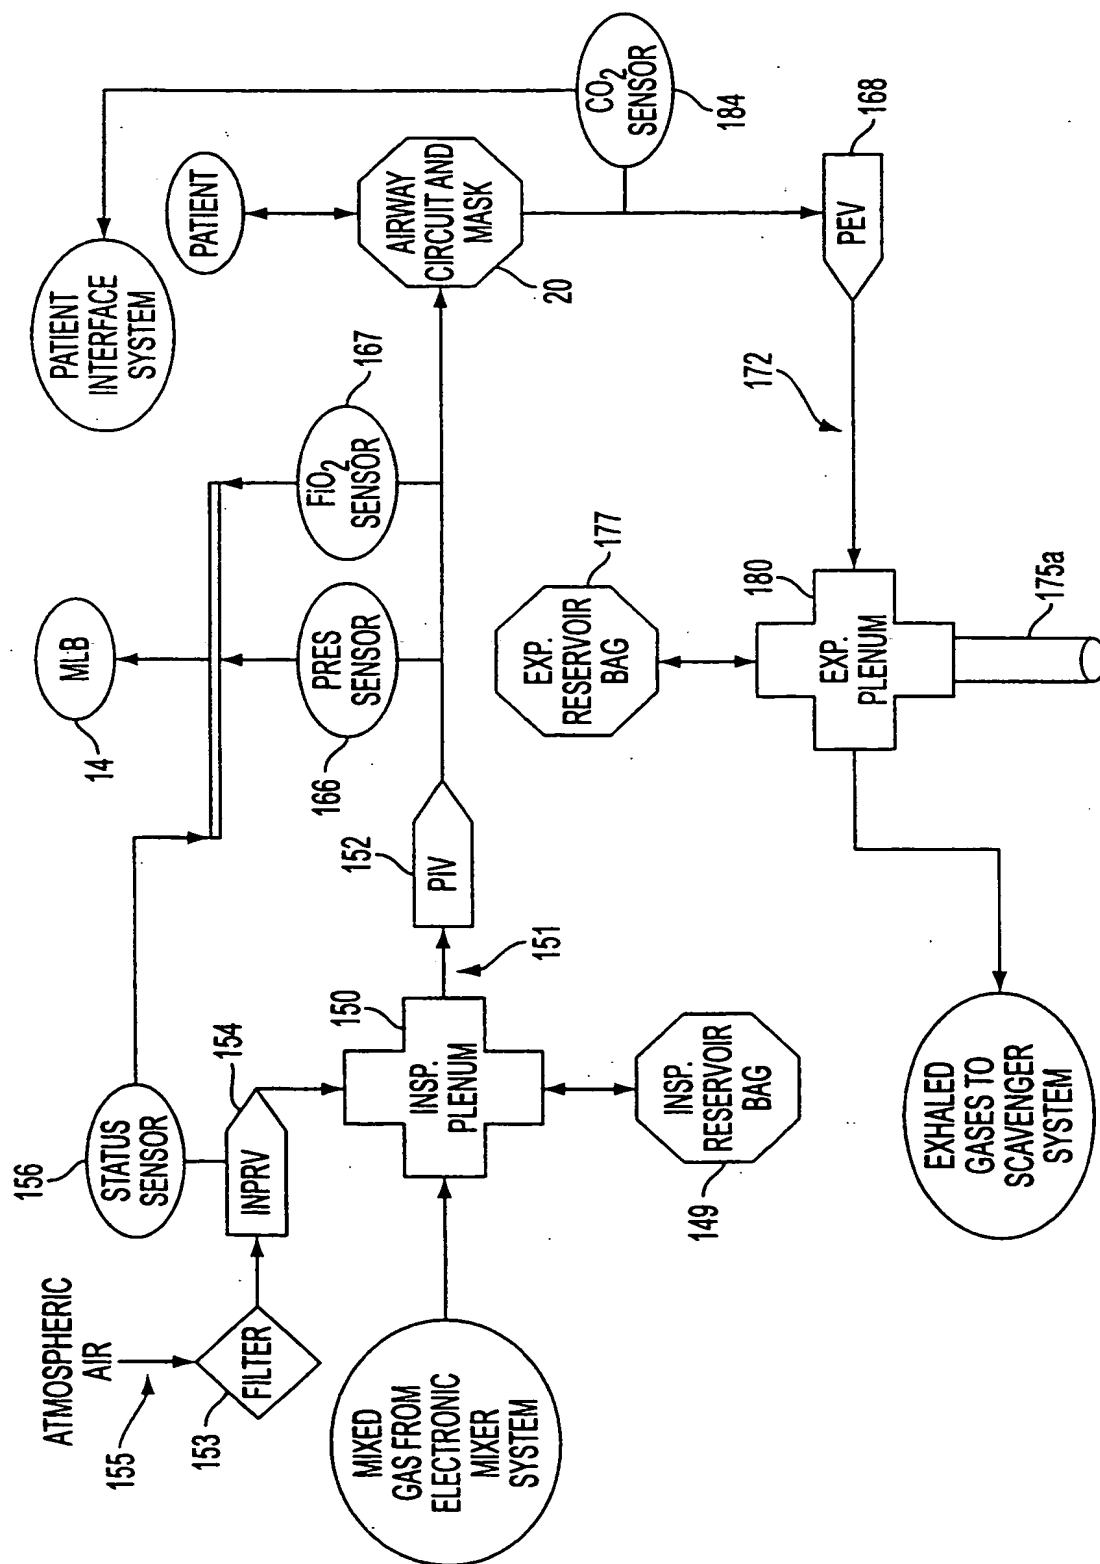 ATMOSPHERIC
AIR
155
FILTER
153
STATUS
SENSOR
156
INPRV
154
MIXED
GAS FROM
ELECTRONIC
MIXER
SYSTEM
INSP.
PLENUM
150
INSP.
RESERVOIR
BAG
149
151
PIV
152
MLB
14
PRES
SENSOR
166
FiO2
SENSOR
167
PATIENT
INTERFACE
SYSTEM
PATIENT
AIRWAY
CIRCUIT AND
MASK
20
CO2
SENSOR
184
PEV
168
172
EXP.
RESERVOIR
BAG
177
EXP.
PLENUM
180
175a
EXHALED
GASES TO
SCAVENGER
SYSTEM